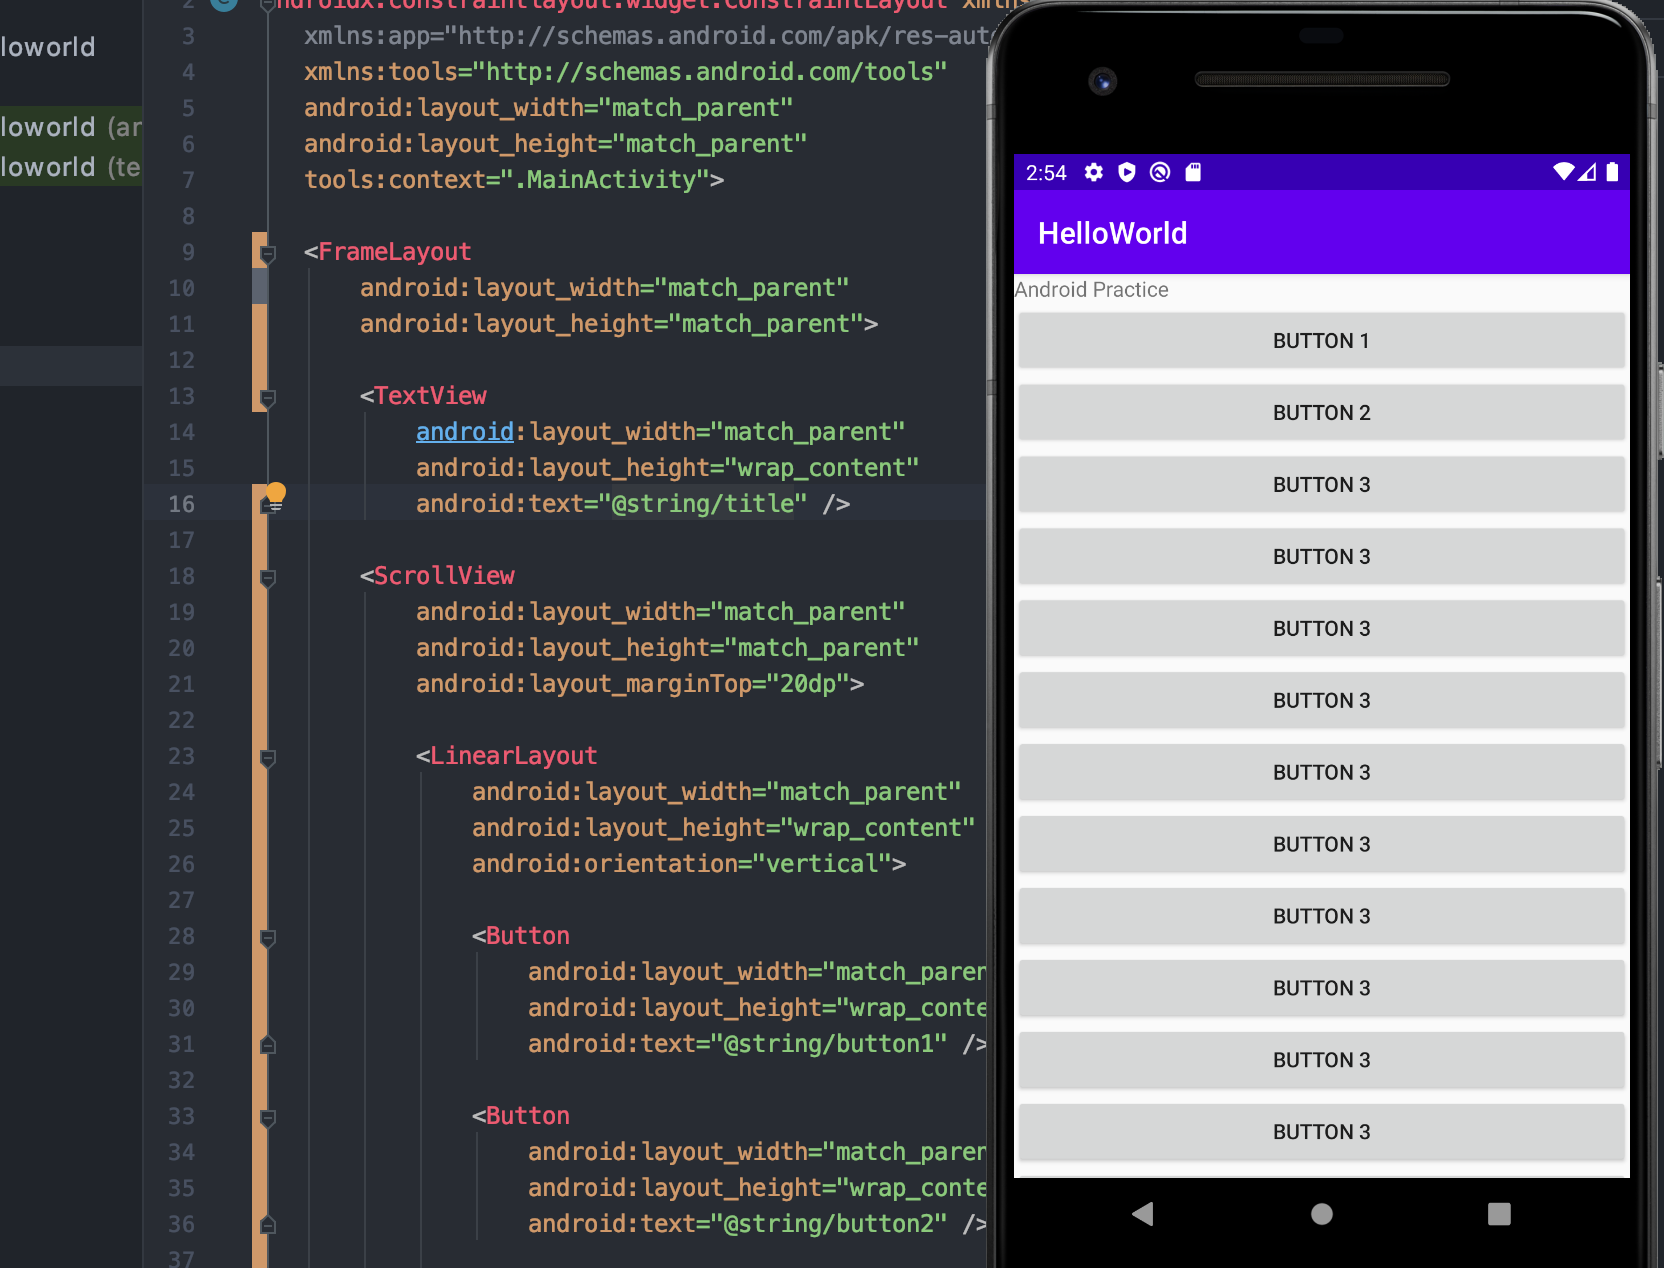 loworld
loworld (ar
loworld (te
2
ndroidx.constraintlayout.widget.ConstraintLayout xmlns
3 xmlns:app="http://schemas.android.com/apk/res-aut
4 xmlns:tools="http://schemas.android.com/tools"
5 android:layout_width="match_parent"
6 android:layout_height="match_parent"
7 tools:context=".MainActivity">
8
9 <FrameLayout
10 android:layout_width="match_parent"
11 android:layout_height="match_parent">
12
13 <TextView
14 android:layout_width="match_parent"
15 android:layout_height="wrap_content"
16 android:text="@string/title" />
17
18 <ScrollView
19 android:layout_width="match_parent"
20 android:layout_height="match_parent"
21 android:layout_marginTop="20dp">
22
23 <LinearLayout
24 android:layout_width="match_parent"
25 android:layout_height="wrap_content"
26 android:orientation="vertical">
27
28 <Button
29 android:layout_width="match_paren
30 android:layout_height="wrap_conte
31 android:text="@string/button1" />
32
33 <Button
34 android:layout_width="match_paren
35 android:layout_height="wrap_conte
36 android:text="@string/button2" />
37
2:54
HelloWorld
Android Practice
BUTTON 1
BUTTON 2
BUTTON 3
BUTTON 3
BUTTON 3
BUTTON 3
BUTTON 3
BUTTON 3
BUTTON 3
BUTTON 3
BUTTON 3
BUTTON 3